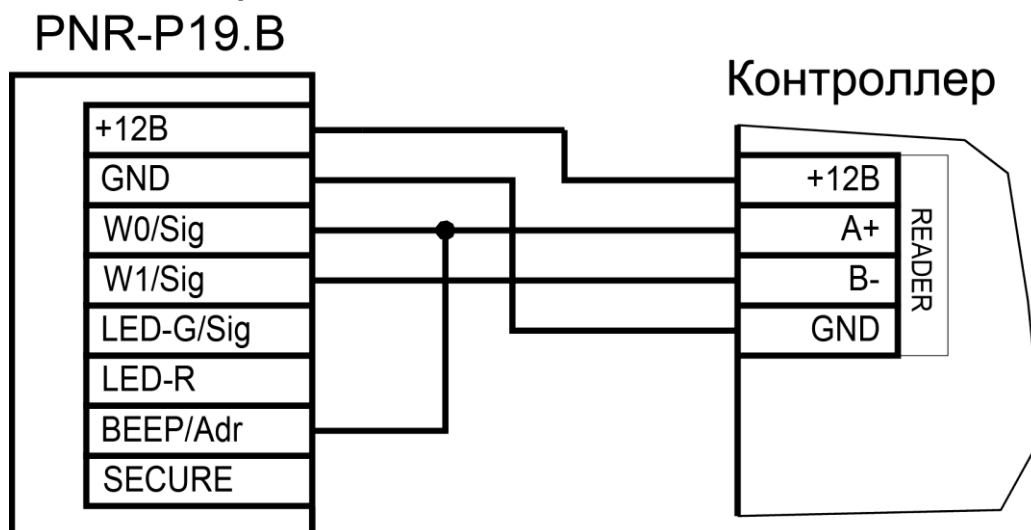 PNR-P19.B
Контроллер
+12В
GND
W0/Sig
W1/Sig
LED-G/Sig
LED-R
BEEP/Adr
SECURE
+12В
A+
B-
GND
READER